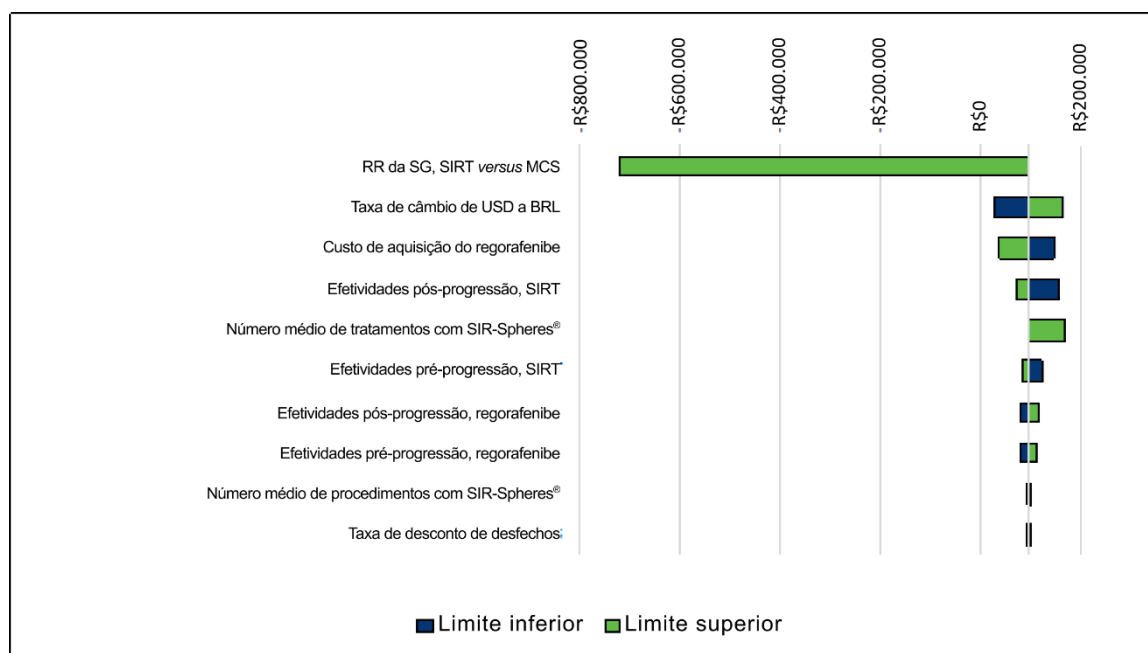 -R$800.000
-R$600.000
-R$400.000
-R$200.000
R$0
R$200.000
RR da SG, SIRT versus MCS
Taxa de câmbio de USD a BRL
Custo de aquisição do regorafenibe
Efetividades pós-progressão, SIRT
Número médio de tratamentos com SIR-Spheres®
Efetividades pré-progressão, SIRT
Efetividades pós-progressão, regorafenibe
Efetividades pré-progressão, regorafenibe
Número médio de procedimentos com SIR-Spheres®
Taxa de desconto de desfechos
Limite inferior Limite superior